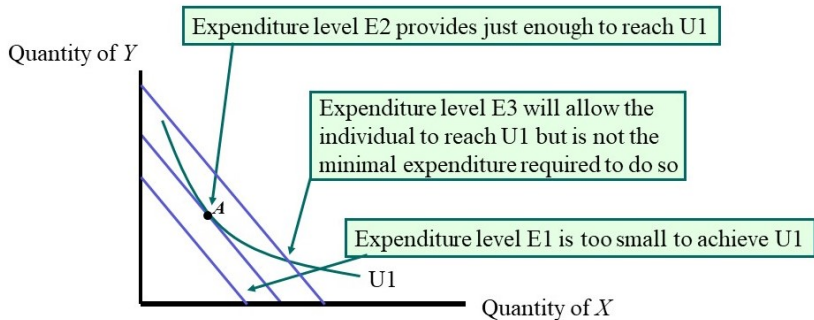 Expenditure level E2 provides just enough to reach U1
Quantity of Y
Expenditure level E3 will allow the
individual to reach U1 but is not the
minimal expenditure required to do so
A
Expenditure level E1 is too small to achieve U1
U1
Quantity of X